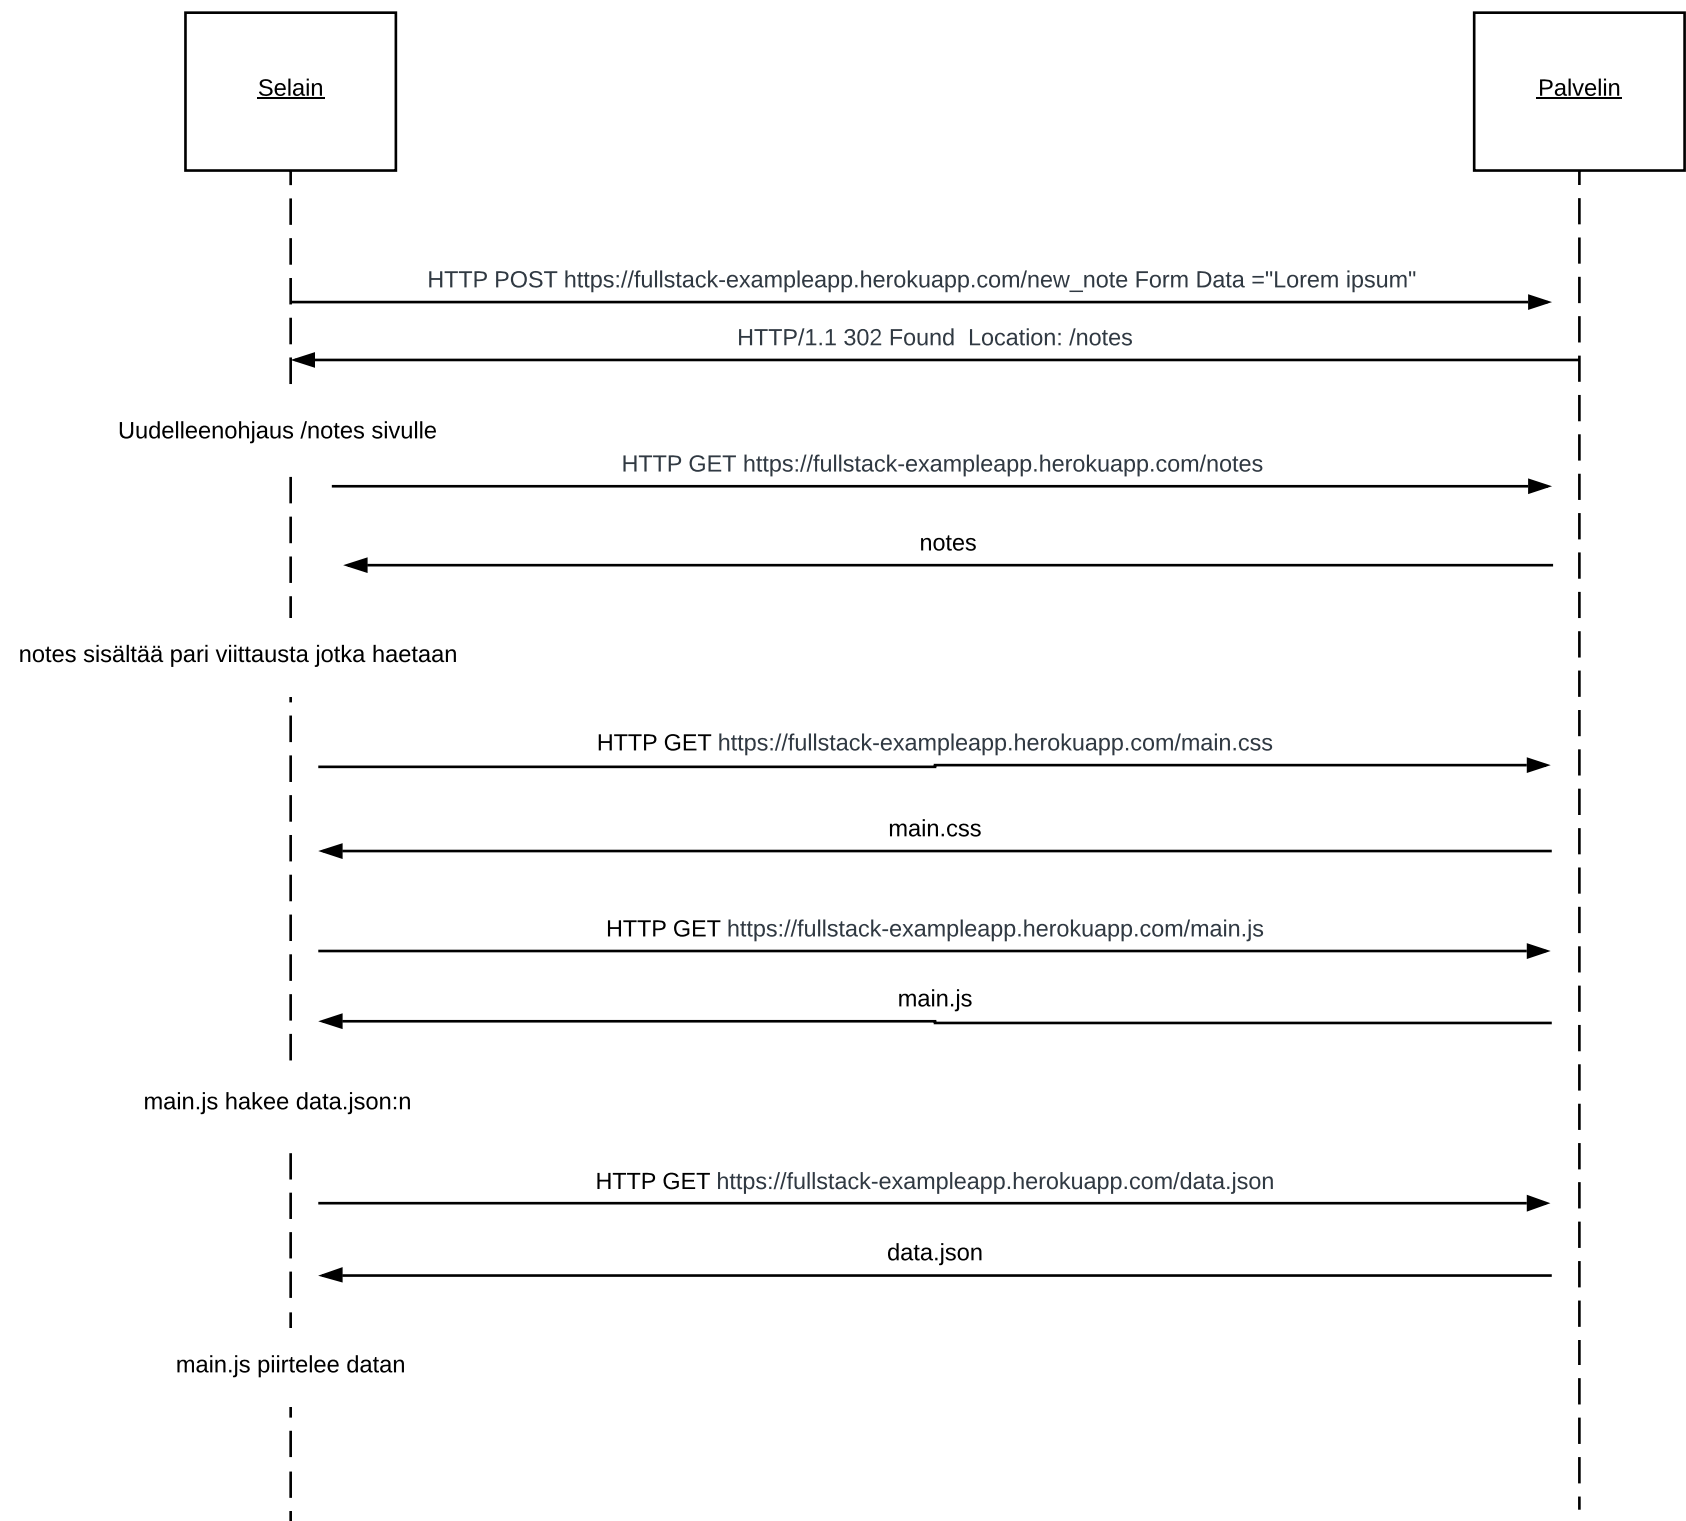 Selain
Palvelin
HTTP POST https://fullstack-exampleapp.herokuapp.com/new_note Form Data ="Lorem ipsum"
HTTP/1.1 302 Found  Location: /notes
Uudelleenohjaus /notes sivulle
HTTP GET https://fullstack-exampleapp.herokuapp.com/notes
notes
notes sisältää pari viittausta jotka haetaan
HTTP GET https://fullstack-exampleapp.herokuapp.com/main.css
main.css
HTTP GET https://fullstack-exampleapp.herokuapp.com/main.js
main.js
main.js hakee data.json:n
HTTP GET https://fullstack-exampleapp.herokuapp.com/data.json
data.json
main.js piirtelee datan